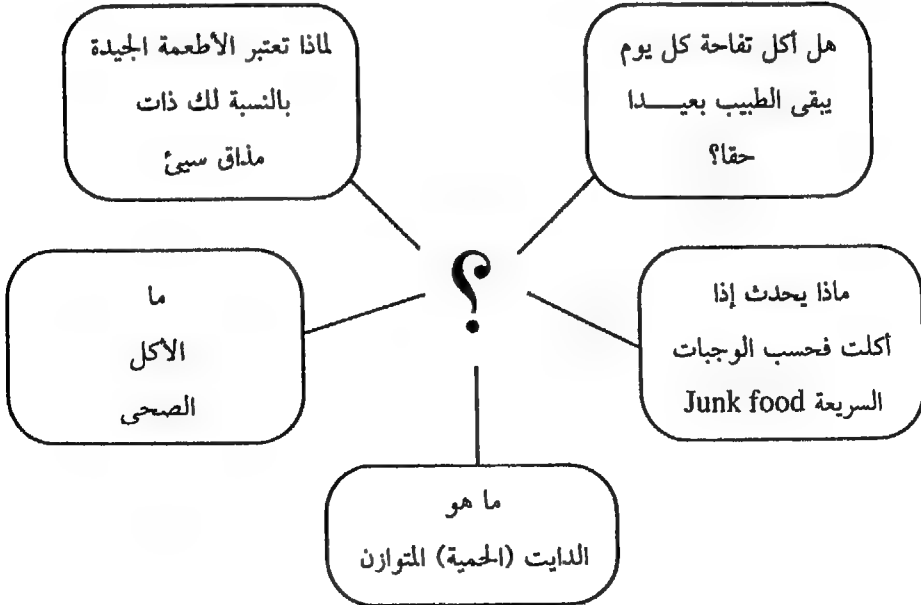 هل أكل تفاحة كل يوم
يبقى الطبيب بعيـــدا
حقا؟
لماذا تعتبر الأطعمة الجيدة
بالنسبة لك ذات
مذاق سيئ
؟
ماذا يحدث إذا
أكلت فحسب الوجبات
السريعة Junk food
ما
الأكل
الصحى
ما هو
الدايت (الحمية) المتوازن